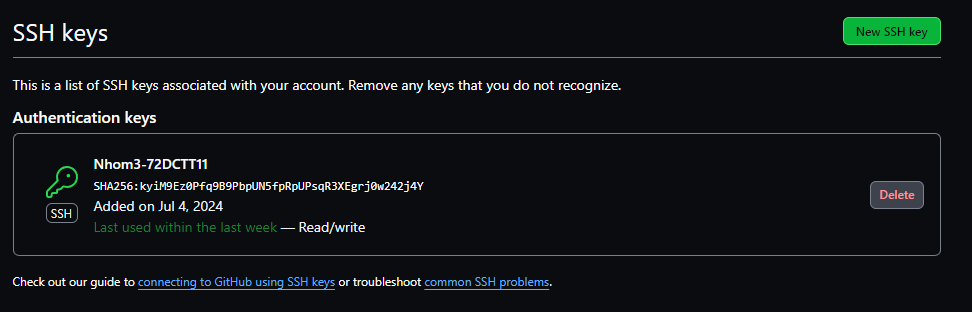 SSH keys
New SSH key
This is a list of SSH keys associated with your account. Remove any keys that you do not recognize.
Authentication keys
Nhom3-72DCTT11
SHA256:kyiM9Ez0Pfq9B9PbpUN5fpRpUPsqR3XEgrj0w242j4Y
Added on Jul 4, 2024
Last used within the last week — Read/write
SSH
Delete
Check out our guide to connecting to GitHub using SSH keys or troubleshoot common SSH problems.